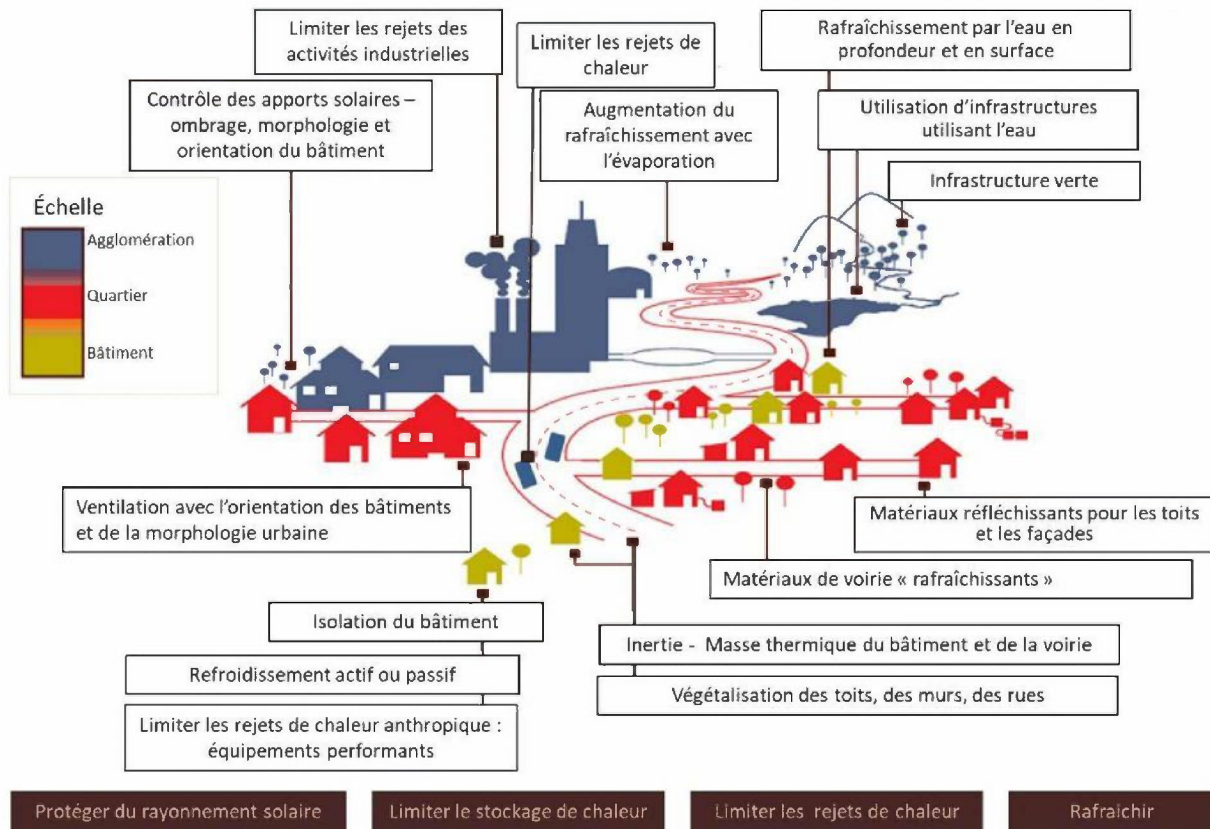 Limiter les rejets des
activités industrielles
Limiter les rejets de
chaleur
Rafraîchissement par l'eau en
profondeur et en surface
Contrôle des apports solaires –
ombrage, morphologie et
orientation du bâtiment
Augmentation du
rafraîchissement avec
l'évaporation
Utilisation d'infrastructures
utilisant l'eau
Infrastructure verte
Échelle
Agglomération
Quartier
Bâtiment
Ventilation avec l'orientation des bâtiments
et de la morphologie urbaine
Matériaux réfléchissants pour les toits
et les façades
Matériaux de voirie « rafraîchissants »
Isolation du bâtiment
Inertie - Masse thermique du bâtiment et de la voirie
Refroidissement actif ou passif
Végétalisation des toits, des murs, des rues
Limiter les rejets de chaleur anthropique :
équipements performants
Protéger du rayonnement solaire
Limiter le stockage de chaleur
Limiter les rejets de chaleur
Rafraîchir